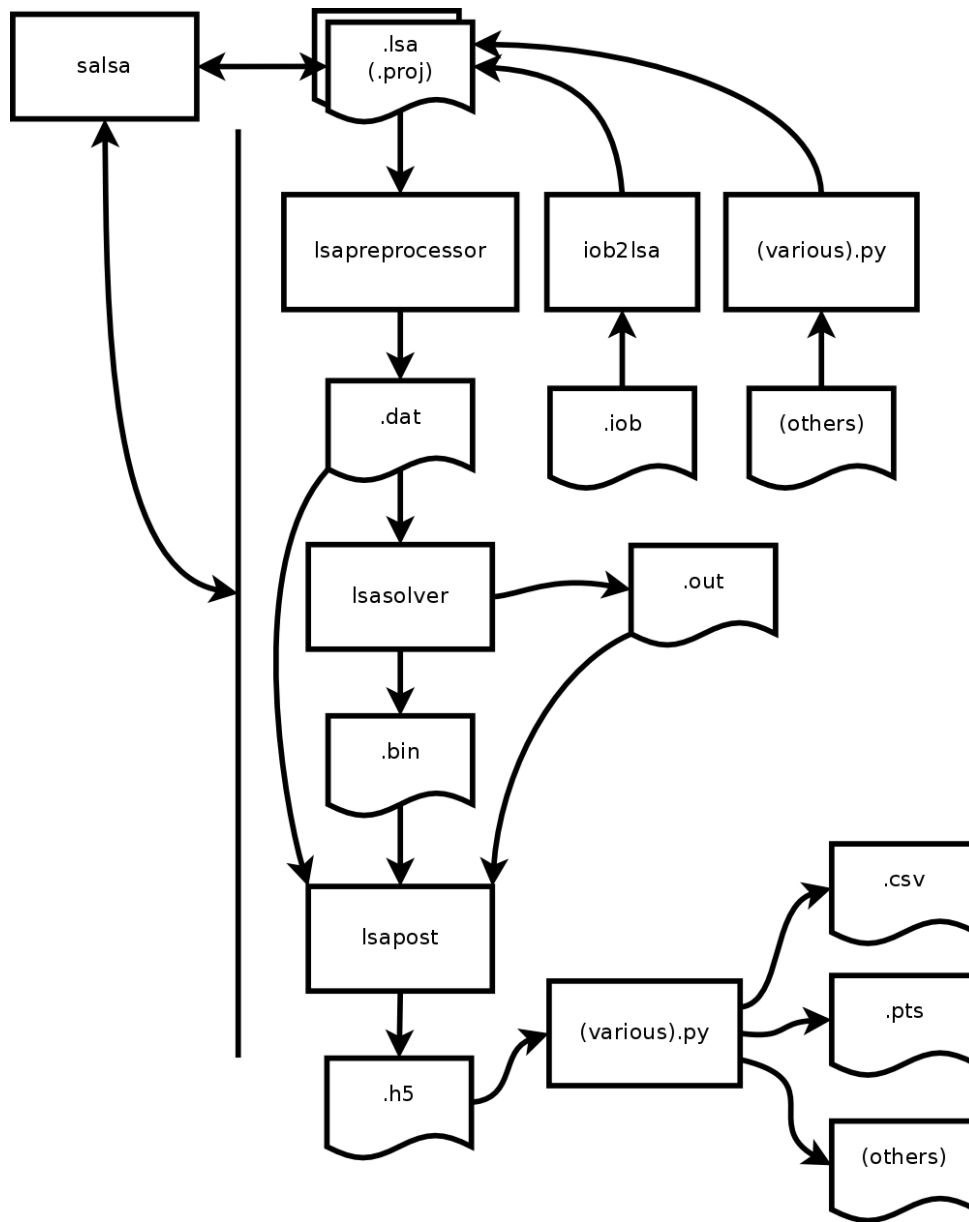 salsa
.lsa
(.proj)
lsapreprocessor
iob2lsa
(various).py
.dat
.iob
(others)
lsasolver
.out
.bin
lsapost
.csv
(various).py
.pts
.h5
(others)